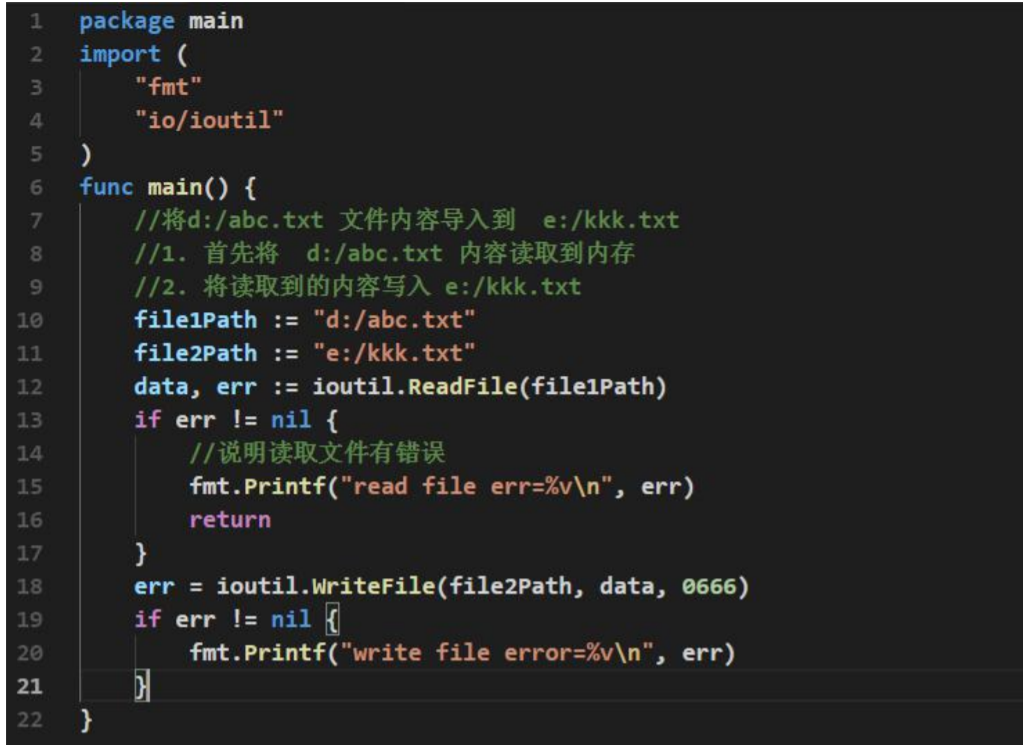 1 package main
2 import (
3 "fmt"
4 "io/ioutil"
5 )
6 func main() {
7 //将d:/abc.txt 文件内容导入到 e:/kkk.txt
8 //1. 首先将 d:/abc.txt 内容读取到内存
9 //2. 将读取到的内容写入 e:/kkk.txt
10 file1Path := "d:/abc.txt"
11 file2Path := "e:/kkk.txt"
12 data, err := ioutil.ReadFile(file1Path)
13 if err != nil {
14 //说明读取文件有错误
15 fmt.Printf("read file err=%v\n", err)
16 return
17 }
18 err = ioutil.WriteFile(file2Path, data, 0666)
19 if err != nil {
20 fmt.Printf("write file error=%v\n", err)
21 }
22 }